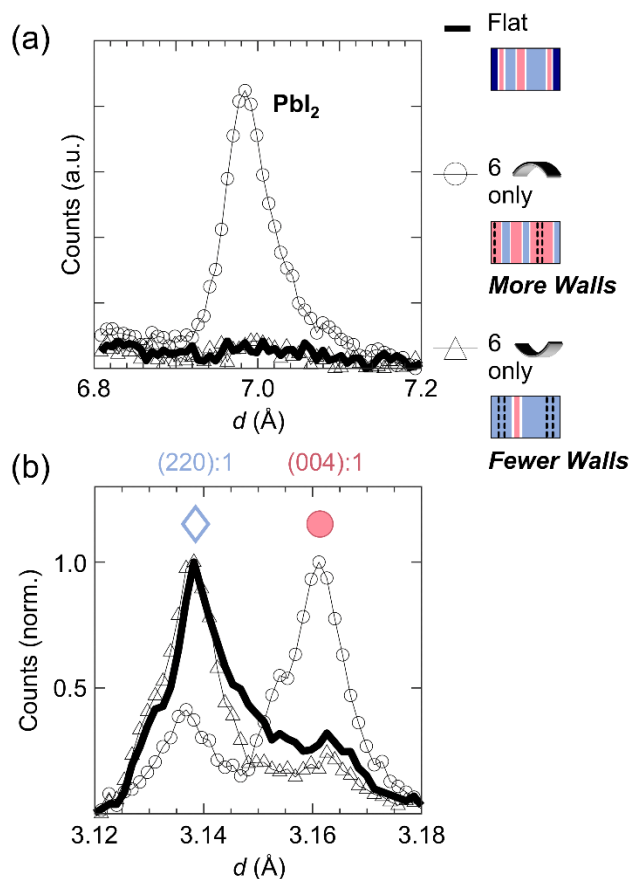 (a)
PbI2
Counts (a.u.)
6.8
7.0
7.2
d (Å)
Flat
6
only
More Walls
6
only
Fewer Walls
(b)
(220):1
(004):1
Counts (norm.)
1.0
0.5
3.12
3.14
3.16
3.18
d (Å)